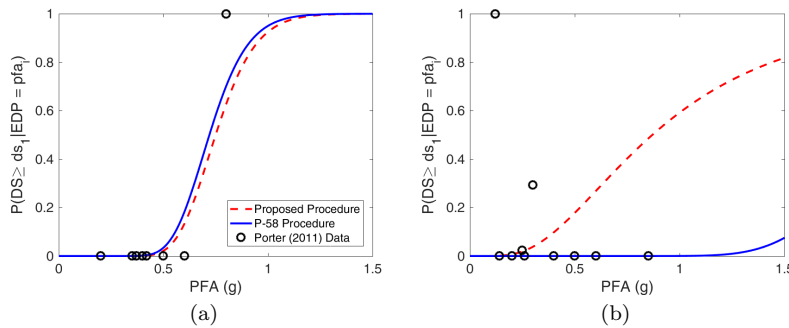 P(DS≥ ds₁|EDP = pfaᵢ)
1
0.8
0.6
0.4
0.2
0
0 0.5 1 1.5
PFA (g)
Proposed Procedure
P-58 Procedure
Porter (2011) Data
(a)
P(DS≥ ds₁|EDP = pfaᵢ)
1
0.8
0.6
0.4
0.2
0
0 0.5 1 1.5
PFA (g)
(b)